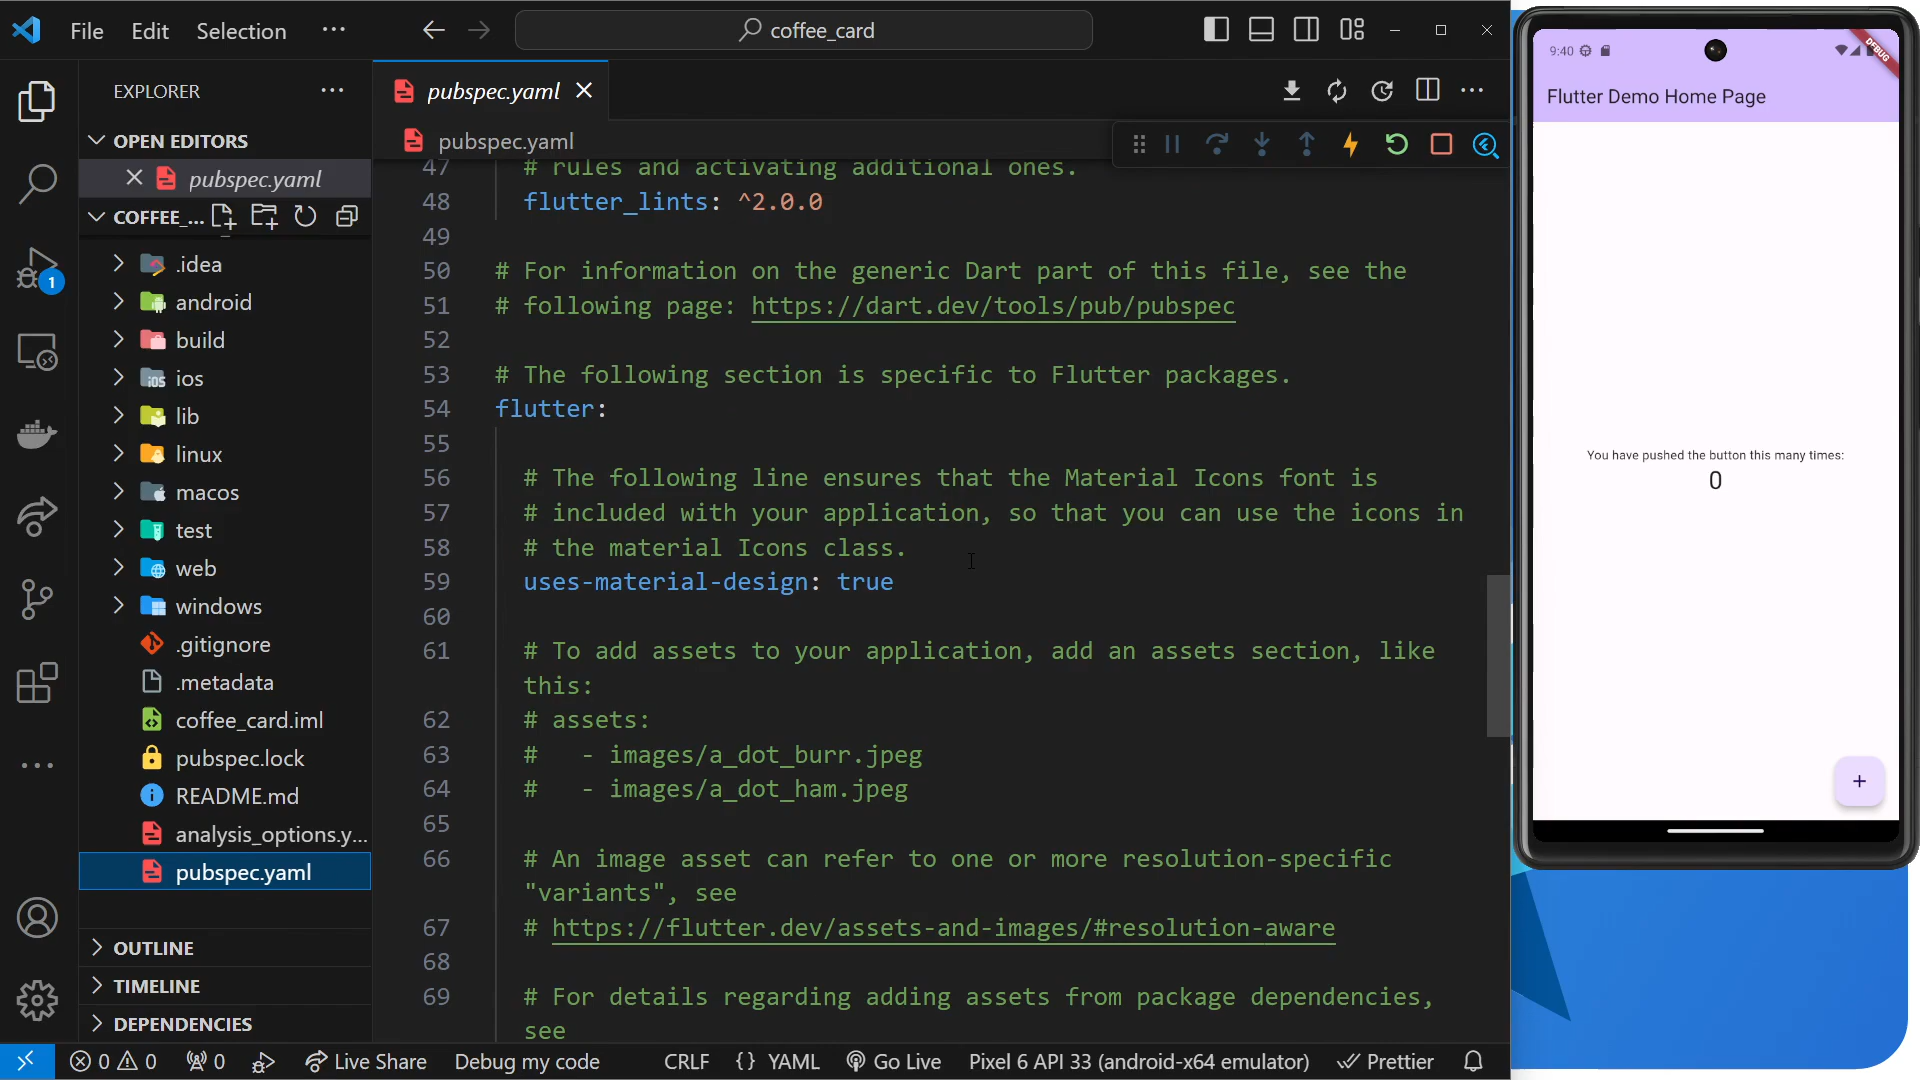 File Edit Selection ···
coffee_card
EXPLORER
OPEN EDITORS
pubspec.yaml
COFFEE_...
.idea
android
build
ios
lib
linux
macos
test
web
windows
.gitignore
.metadata
coffee_card.iml
pubspec.lock
README.md
analysis_options.y...
pubspec.yaml
OUTLINE
TIMELINE
DEPENDENCIES
1
pubspec.yaml
pubspec.yaml
47 # rules and activating additional ones.
48 flutter_lints: ^2.0.0
49
50 # For information on the generic Dart part of this file, see the
51 # following page: https://dart.dev/tools/pub/pubspec
52
53 # The following section is specific to Flutter packages.
54 flutter:
55
56 # The following line ensures that the Material Icons font is
57 # included with your application, so that you can use the icons in
58 # the material Icons class.
59 uses-material-design: true
60
61 # To add assets to your application, add an assets section, like
this:
62 # assets:
63 #   - images/a_dot_burr.jpeg
64 #   - images/a_dot_ham.jpeg
65
66 # An image asset can refer to one or more resolution-specific
"variants", see
67 # https://flutter.dev/assets-and-images/#resolution-aware
68
69 # For details regarding adding assets from package dependencies,
see
0 0 0 Live Share Debug my code CRLF {} YAML Go Live Pixel 6 API 33 (android-x64 emulator) Prettier
9:40
DEBUG
Flutter Demo Home Page
You have pushed the button this many times:
0
+